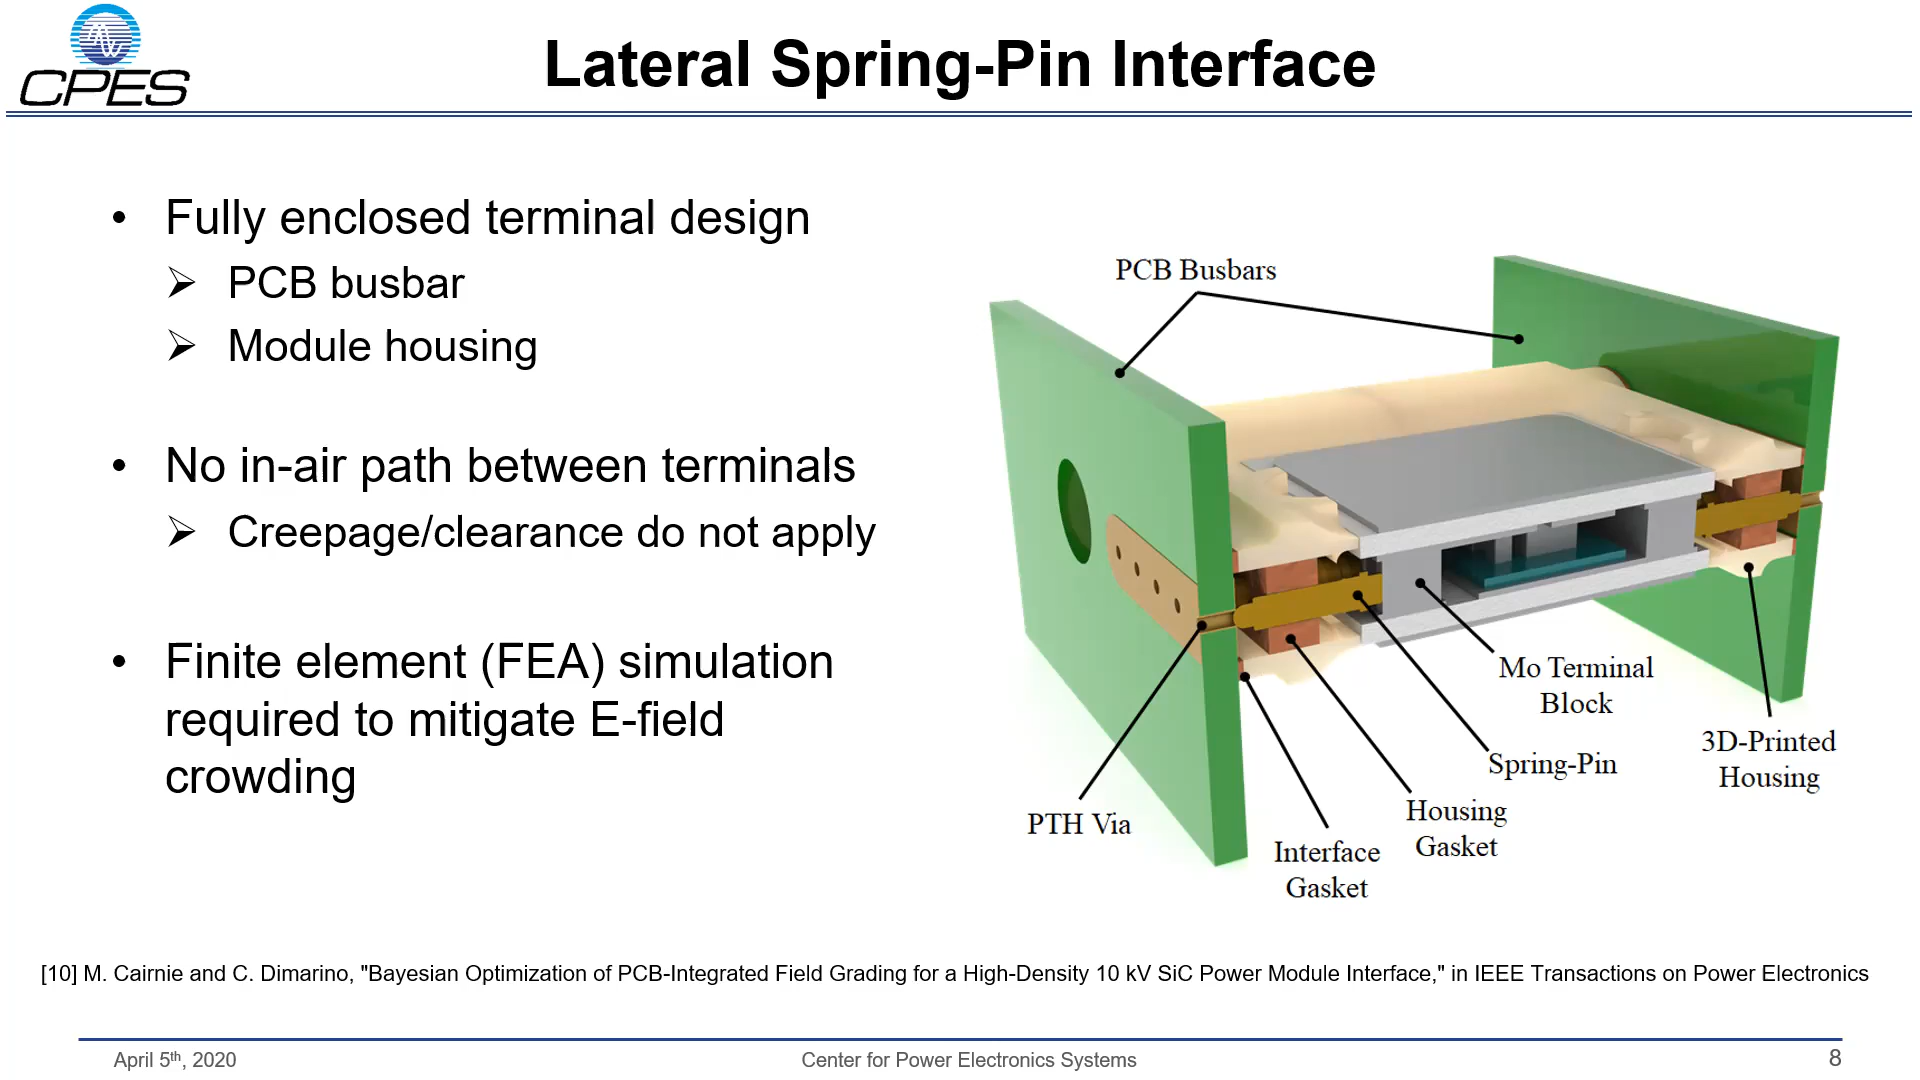 CPES
Lateral Spring-Pin Interface
• Fully enclosed terminal design
➢ PCB busbar
➢ Module housing
• No in-air path between terminals
➢ Creepage/clearance do not apply
• Finite element (FEA) simulation
required to mitigate E-field
crowding
PCB Busbars
Mo Terminal
Block
3D-Printed
Housing
Spring-Pin
Housing
Gasket
PTH Via
Interface
Gasket
[10] M. Cairnie and C. Dimarino, "Bayesian Optimization of PCB-Integrated Field Grading for a High-Density 10 kV SiC Power Module Interface," in IEEE Transactions on Power Electronics
April 5th, 2020
Center for Power Electronics Systems
8